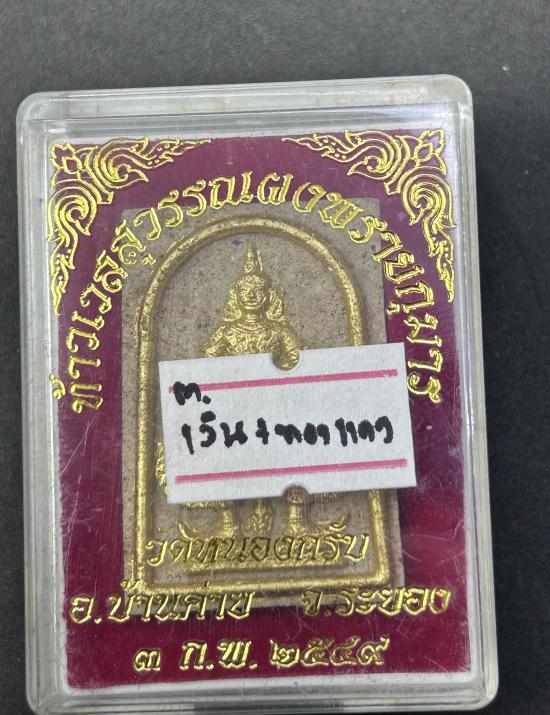 ท้าวเวสสุวรรณผงพรายกุมาร
ต.
เงิน+ทองแดง
วัดหนองกรับ
อ.บ้านค่าย จ.ระยอง
๓ ก.พ. ๒๕๔๙